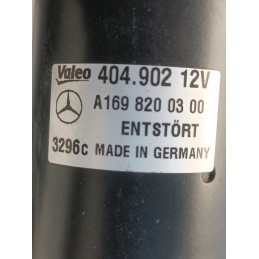 Valeo 404.902 12V
A169 820 03 00
ENTSTÖRT
3296c MADE IN GERMANY